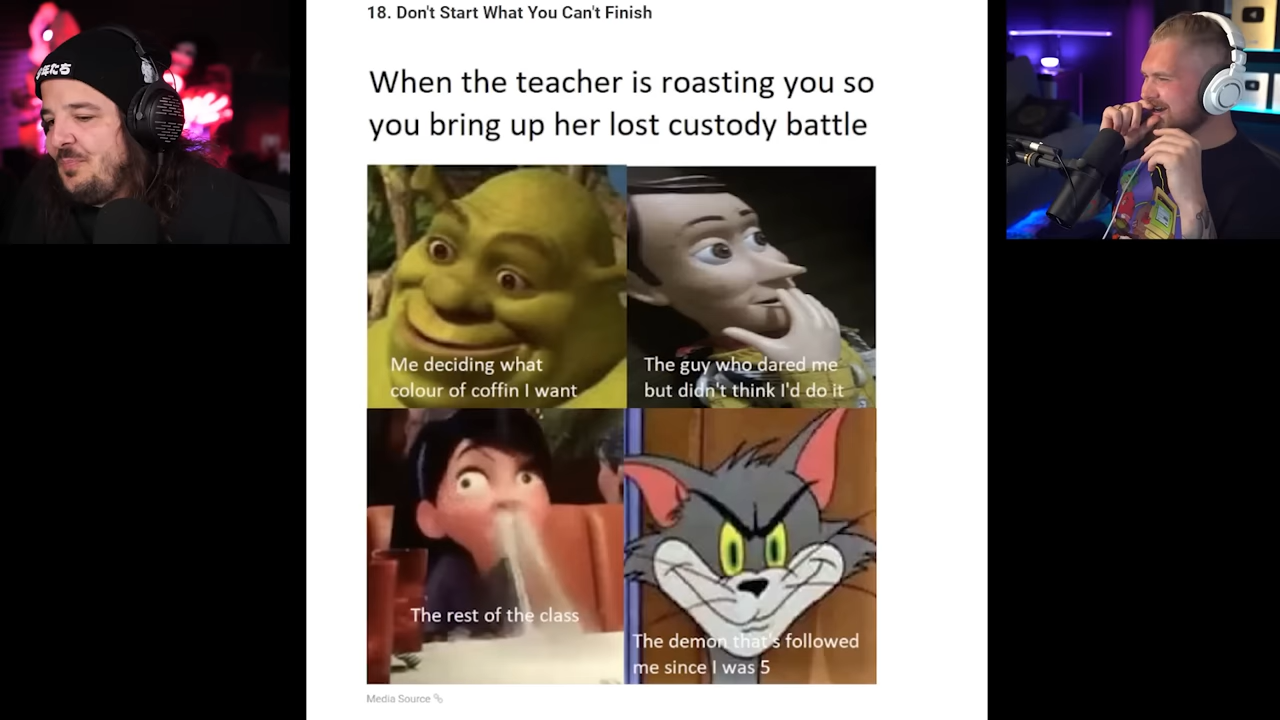 18. Don't Start What You Can't Finish
When the teacher is roasting you so
you bring up her lost custody battle
Me deciding what
colour of coffin I want
The guy who dared me
but didn't think I'd do it
The rest of the class
The demon that's followed
me since I was 5
Media Source